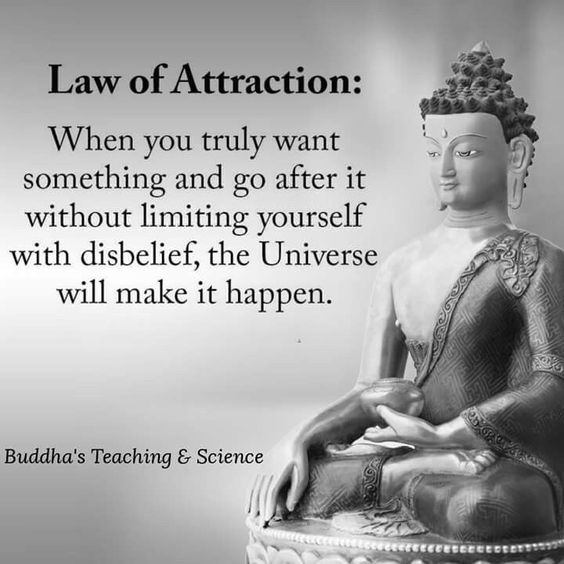 Law of Attraction:
When you truly want
something and go after it
without limiting yourself
with disbelief, the Universe
will make it happen.
Buddha's Teaching & Science